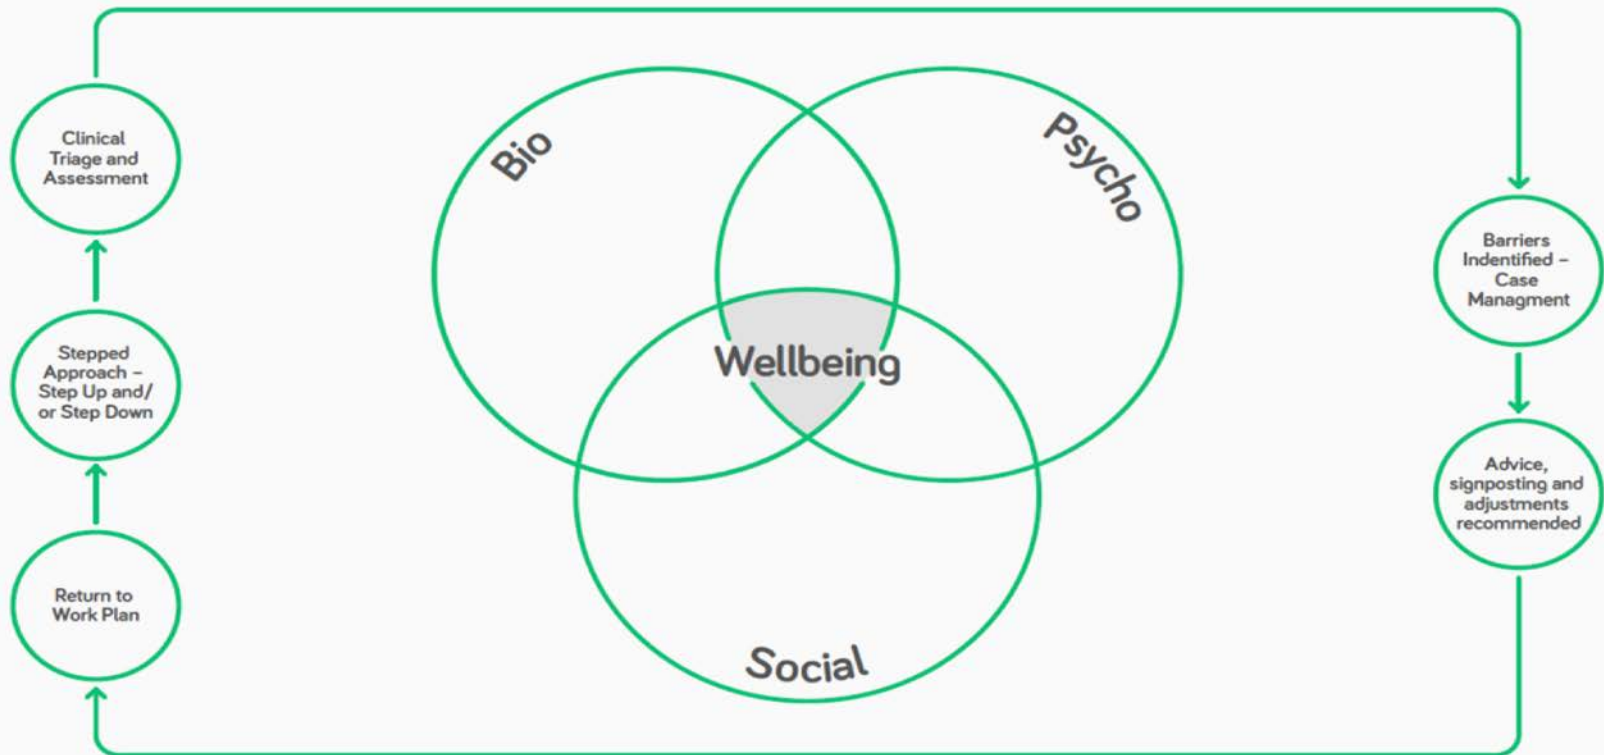 Clinical
Triage and
Assessment
Stepped
Approach –
Step Up and/
or Step Down
Return to
Work Plan
Bio
Psycho
Wellbeing
Social
Barriers
Indentified –
Case
Managment
Advice,
signposting and
adjustments
recommended